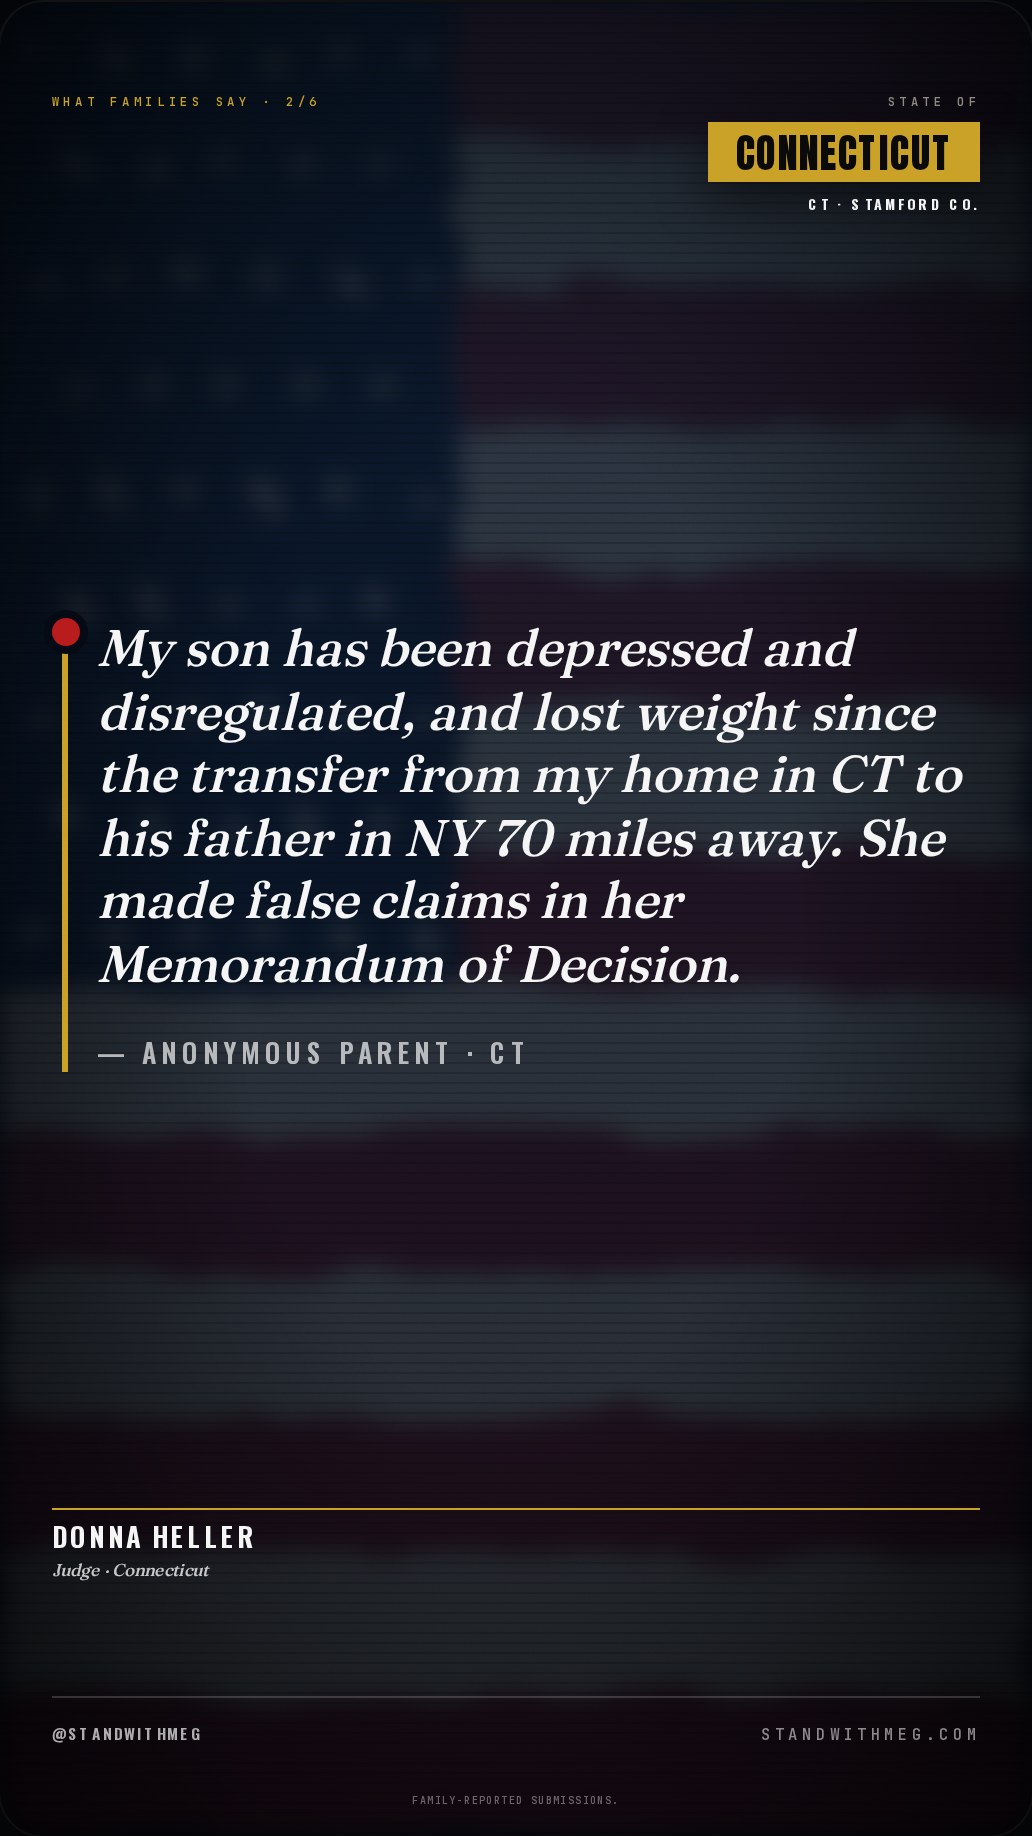 WHAT FAMILIES SAY · 2/6
STATE OF
CONNECTICUT
CT · STAMFORD CO.
My son has been depressed and
disregulated, and lost weight since
the transfer from my home in CT to
his father in NY 70 miles away. She
made false claims in her
Memorandum of Decision.
— ANONYMOUS PARENT · CT
DONNA HELLER
Judge · Connecticut
@STANDWITHMEG
STANDWITHMEG.COM
FAMILY-REPORTED SUBMISSIONS.